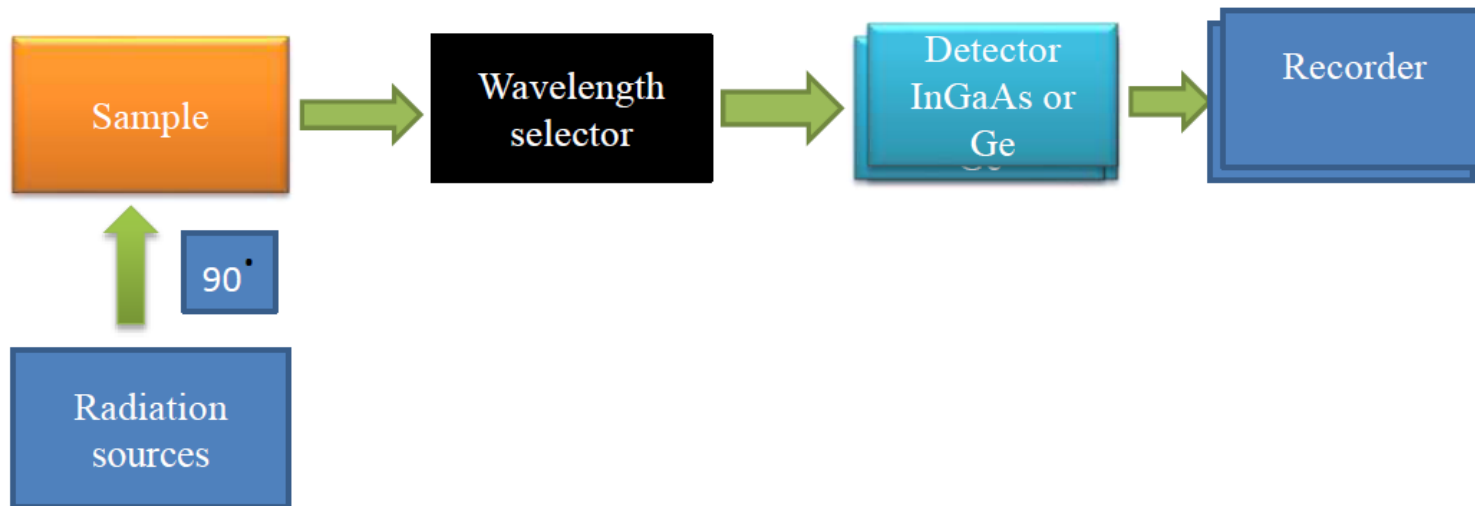 Sample
Wavelength
selector
Detector
InGaAs or
Ge
Recorder
90˙
Radiation
sources